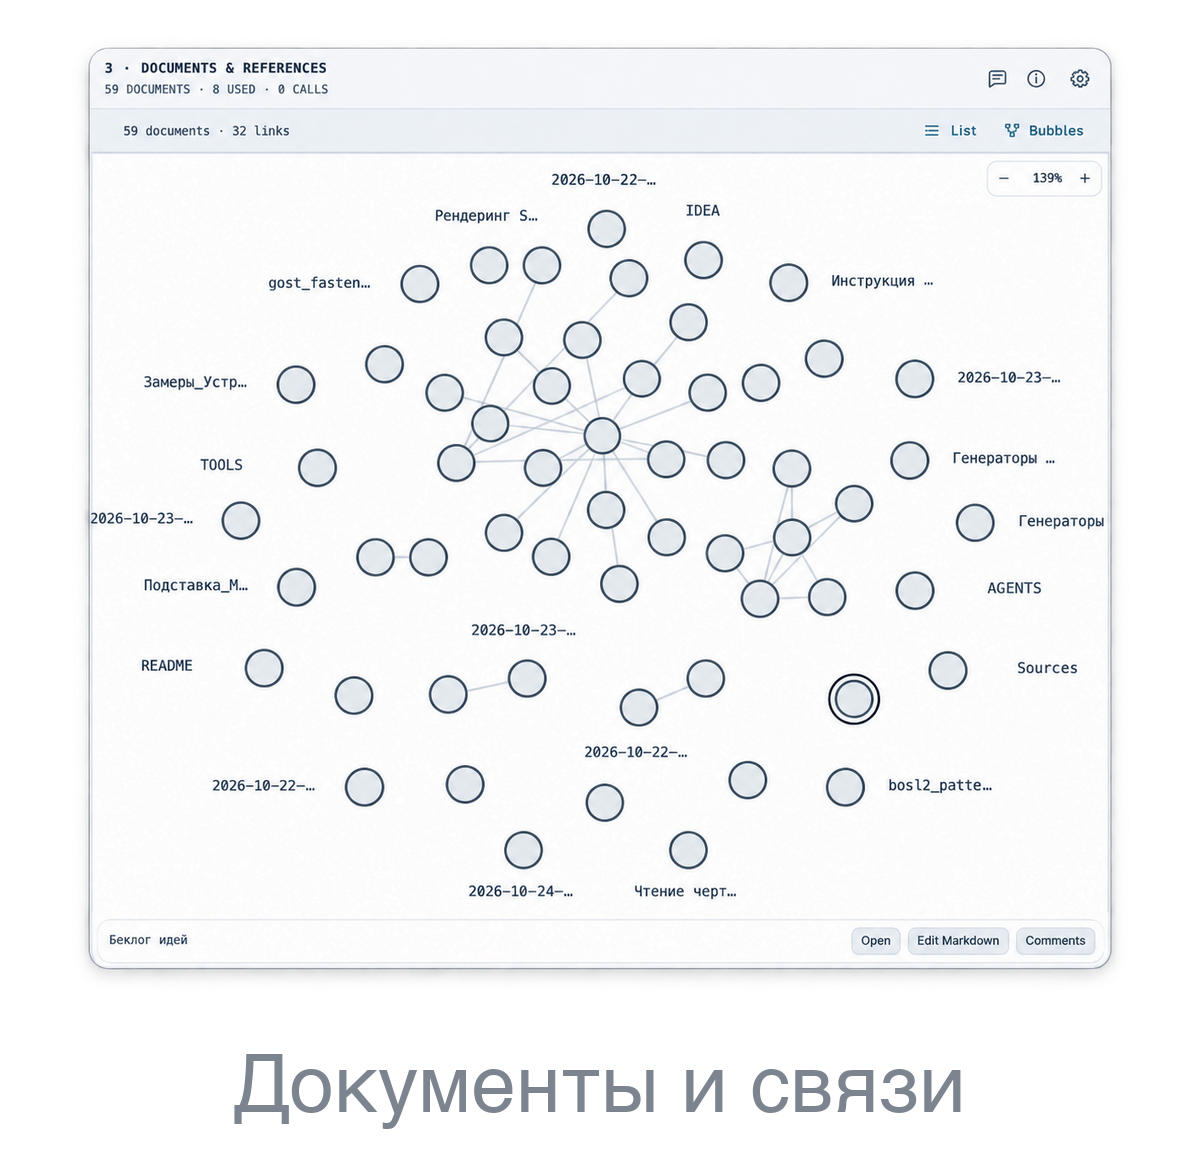 3 · DOCUMENTS & REFERENCES
59 DOCUMENTS · 8 USED · 0 CALLS
59 documents · 32 links
List
Bubbles
− 139% +
2026-10-22-…
Рендеринг S…
IDEA
gost_fasten…
Инструкция …
Замеры_Устр…
2026-10-23-…
TOOLS
Генераторы …
2026-10-23-…
Генераторы
Подставка_М…
AGENTS
2026-10-23-…
README
Sources
2026-10-22-…
2026-10-22-…
bosl2_patte…
2026-10-24-…
Чтение черт…
Беклог идей
Open
Edit Markdown
Comments
Документы и связи